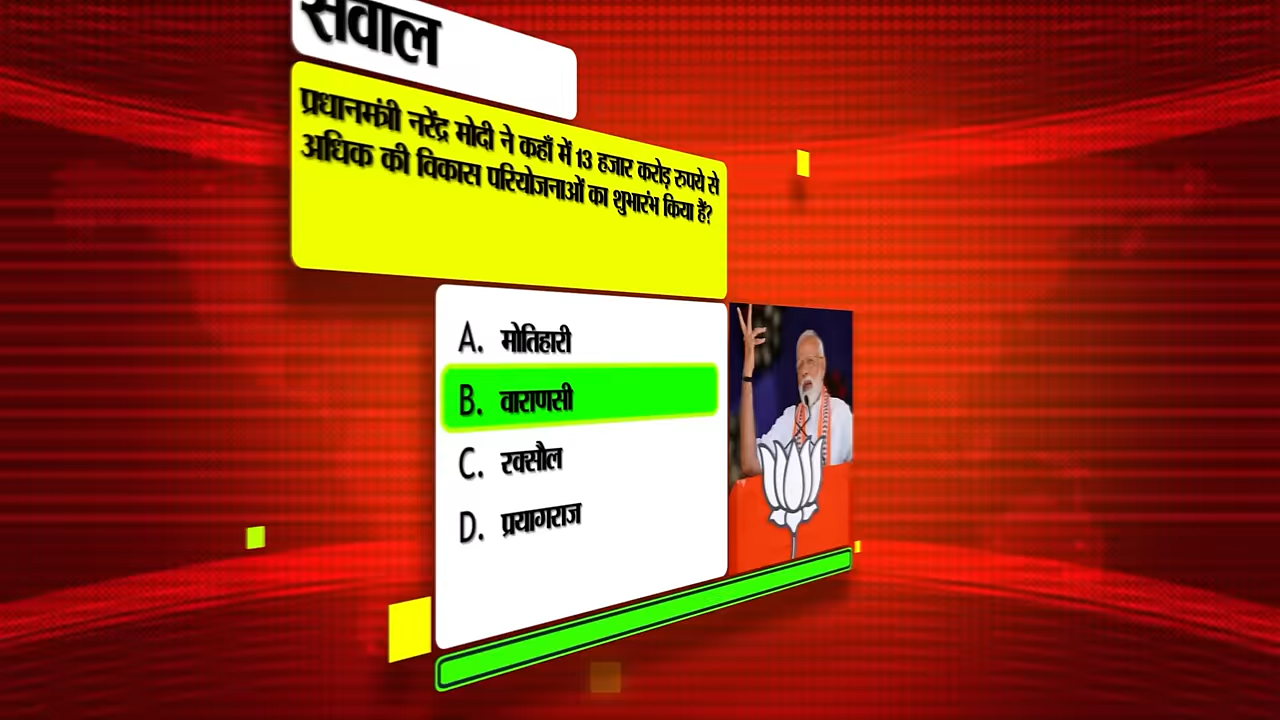 सवाल
प्रधानमंत्री नरेंद्र मोदी ने कहाँ में 13 हजार करोड़ रुपये से
अधिक की विकास परियोजनाओं का शुभारंभ किया हैं?
A. मोतिहारी
B. वाराणसी
C. रक्सौल
D. प्रयागराज